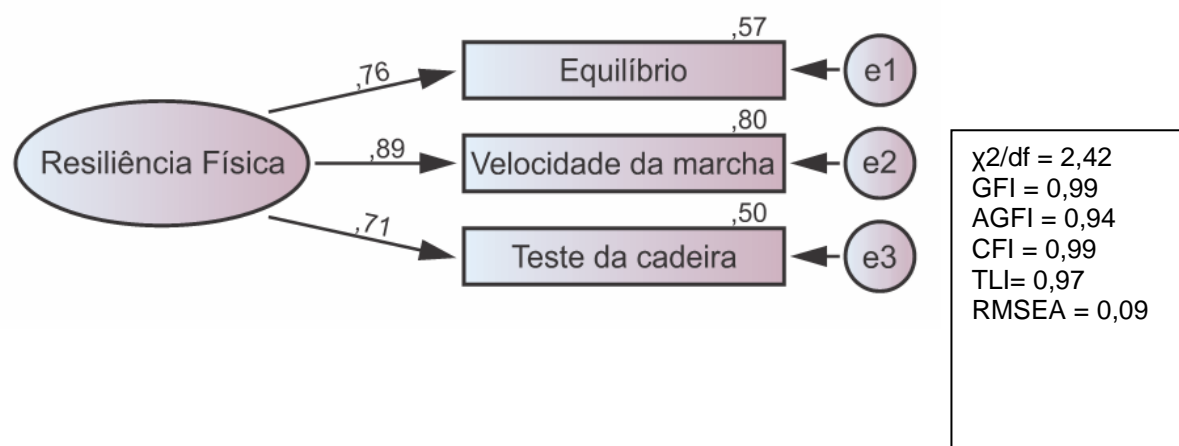 ,57
,76
Equilíbrio
e1
,80
Resiliência Física
,89
Velocidade da marcha
e2
,50
,71
Teste da cadeira
e3
χ2/df = 2,42
GFI = 0,99
AGFI = 0,94
CFI = 0,99
TLI= 0,97
RMSEA = 0,09